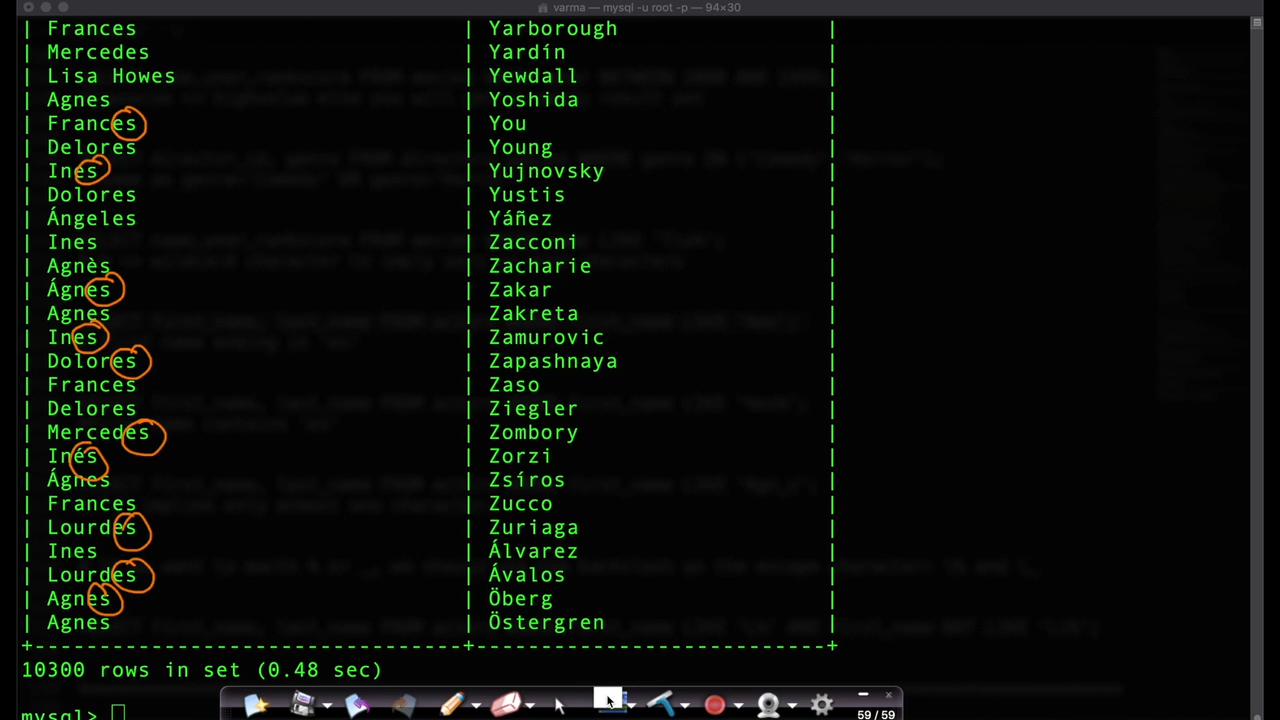 varma — mysql -u root -p — 94×30
| Frances | Yarborough |
| Mercedes | Yardín |
| Lisa Howes | Yewdall |
| Agnes | Yoshida |
| Frances | You |
| Delores | Young |
| Ines | Yujnovsky |
| Dolores | Yustis |
| Ángeles | Yáñez |
| Ines | Zacconi |
| Agnès | Zacharie |
| Ágnes | Zakar |
| Agnes | Zakreta |
| Ines | Zamurovic |
| Dolores | Zapashnaya |
| Frances | Zaso |
| Delores | Ziegler |
| Mercedes | Zombory |
| Inés | Zorzi |
| Ágnes | Zsíros |
| Frances | Zucco |
| Lourdes | Zuriaga |
| Ines | Álvarez |
| Lourdes | Ávalos |
| Agnes | Öberg |
| Agnes | Östergren |
+---------------------------------+---------------------------+
10300 rows in set (0.48 sec)
mysql>
59 / 59